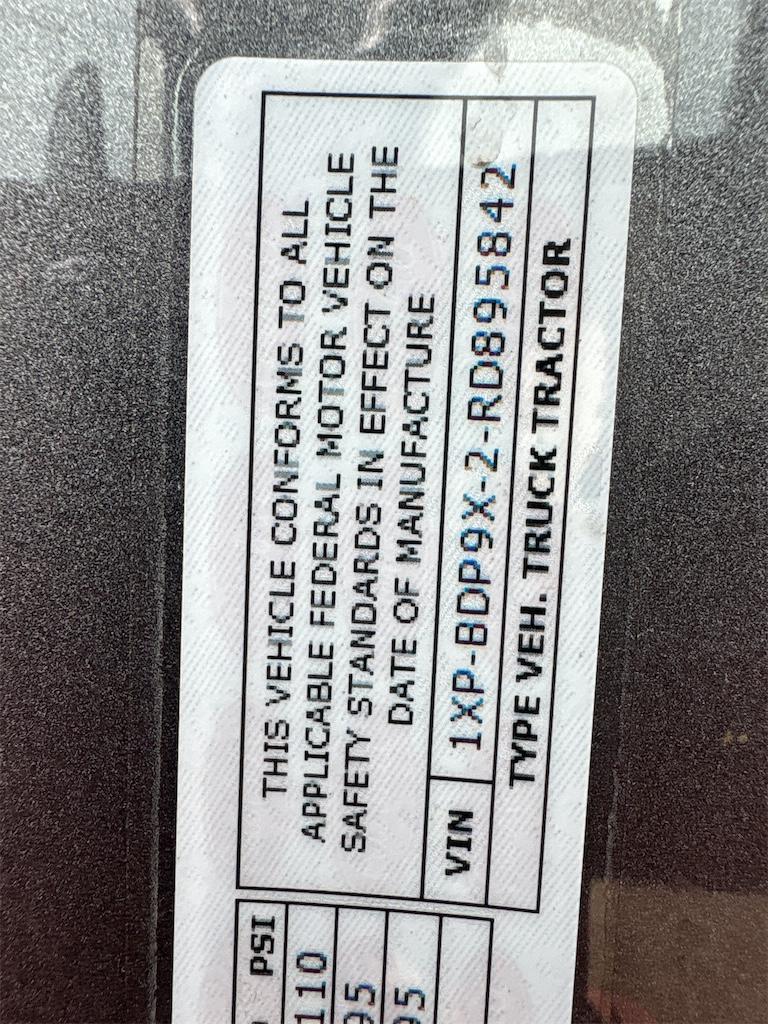 THIS VEHICLE CONFORMS TO ALL
APPLICABLE FEDERAL MOTOR VEHICLE
SAFETY STANDARDS IN EFFECT ON THE
DATE OF MANUFACTURE
VIN 1XP-BDP9X-2-RD895842
TYPE VEH. TRUCK TRACTOR
PSI
110
95
95